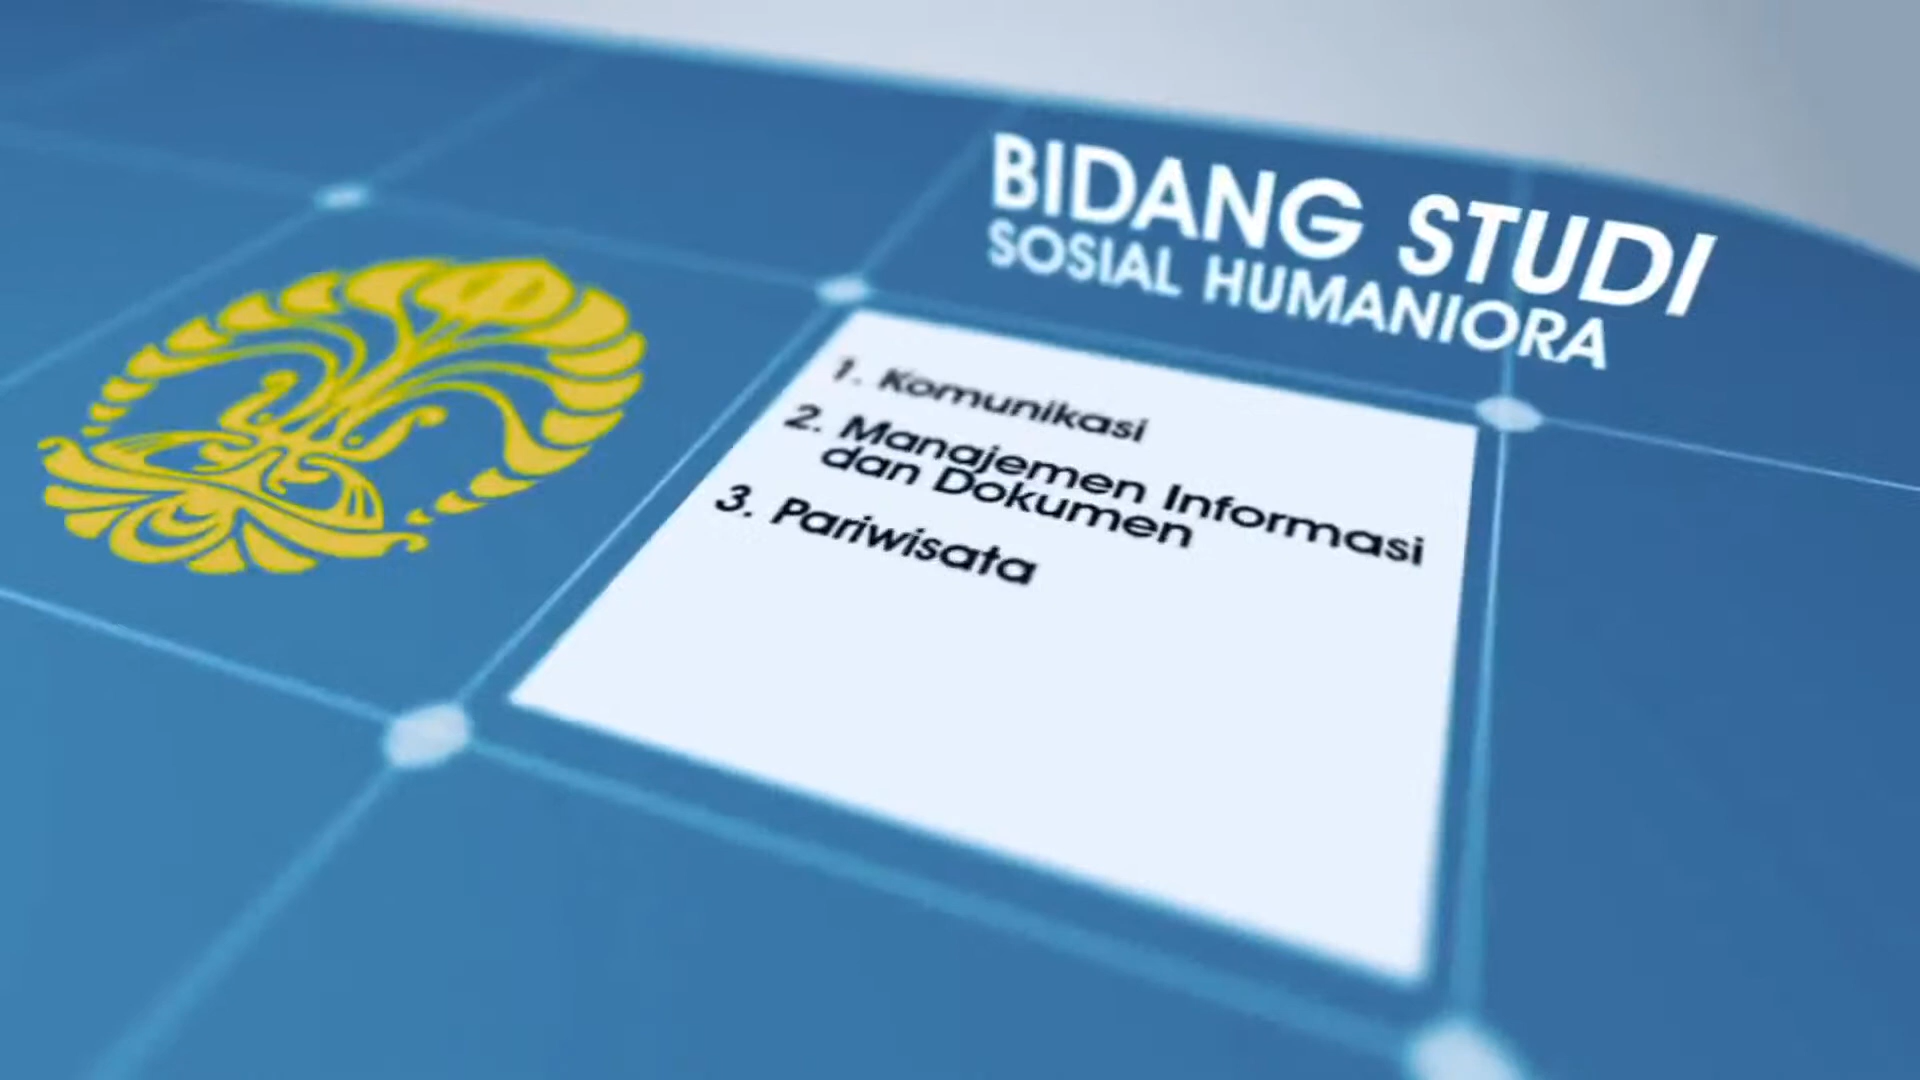 BIDANG STUDI
SOSIAL HUMANIORA
1. Komunikasi
2. Manajemen Informasi
dan Dokumen
3. Pariwisata